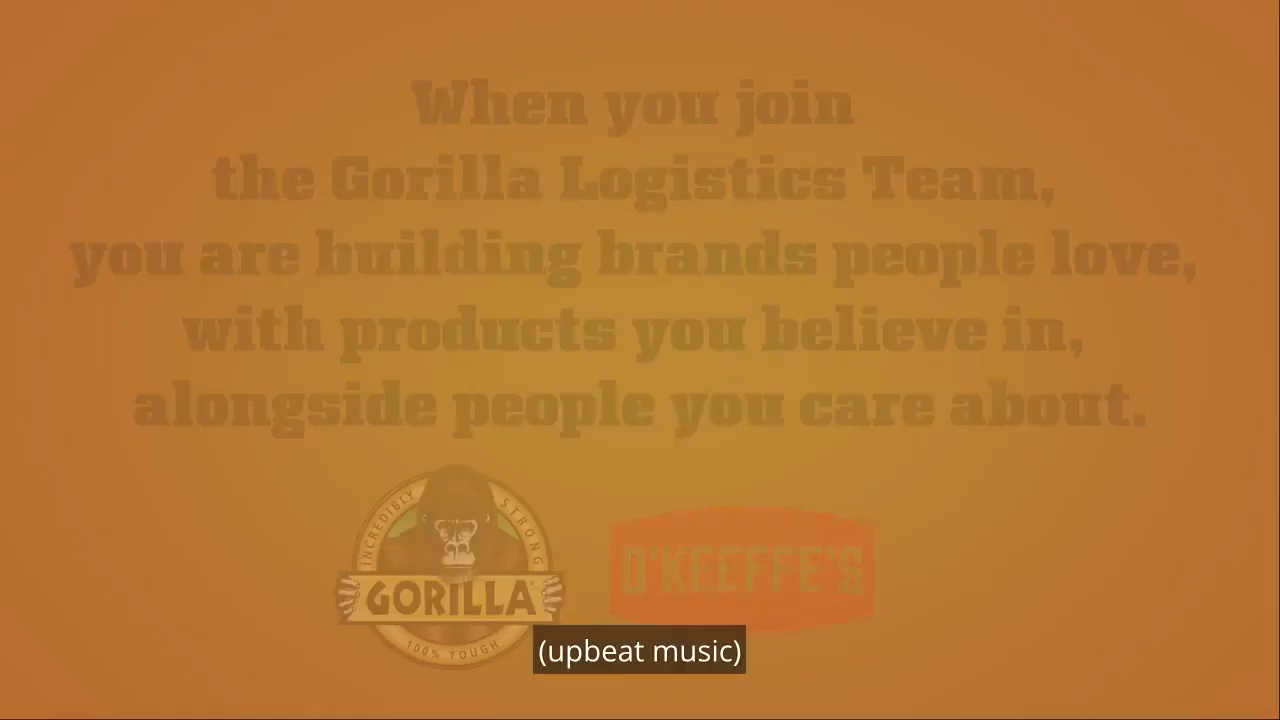 When you join
the Gorilla Logistics Team,
you are building brands people love,
with products you believe in,
alongside people you care about.
INCREDIBLY STRONG
GORILLA
100% TOUGH
O'KEEFFE'S
(upbeat music)